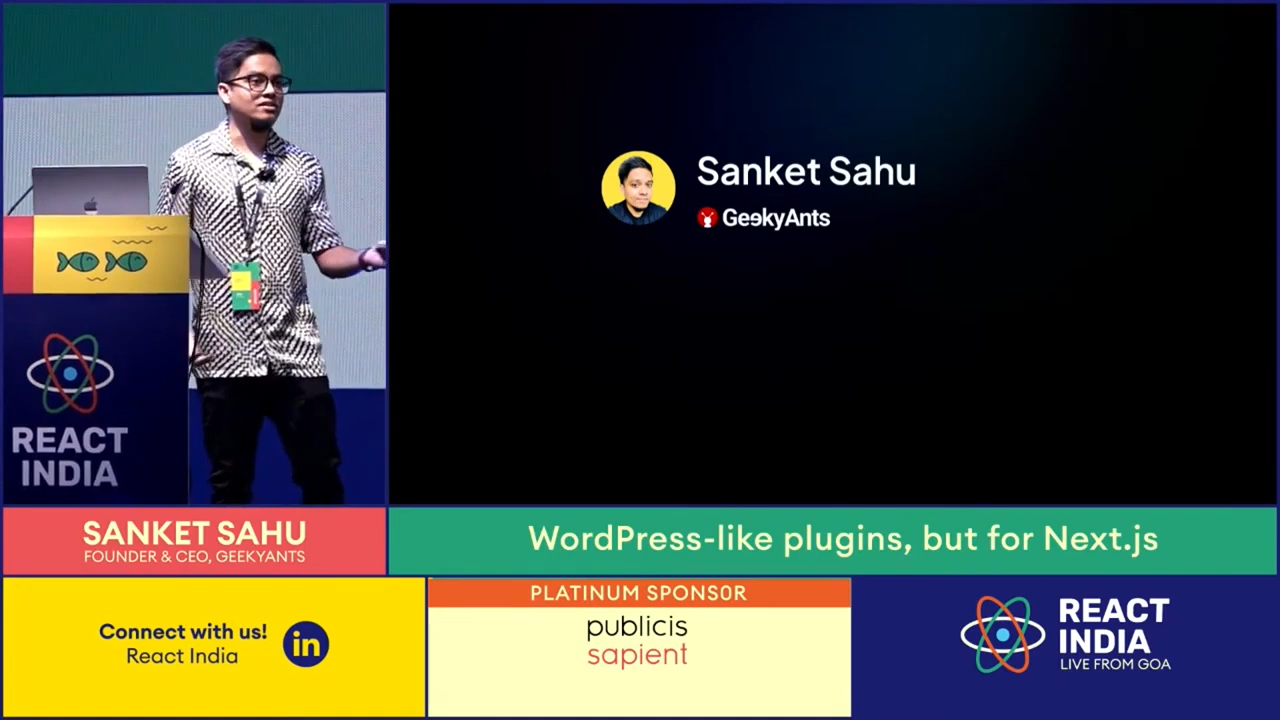 Sanket Sahu
GeekyAnts
REACT
INDIA
SANKET SAHU
FOUNDER & CEO, GEEKYANTS
WordPress-like plugins, but for Next.js
Connect with us!
React India
in
PLATINUM SPONSOR
publicis
sapient
REACT
INDIA
LIVE FROM GOA